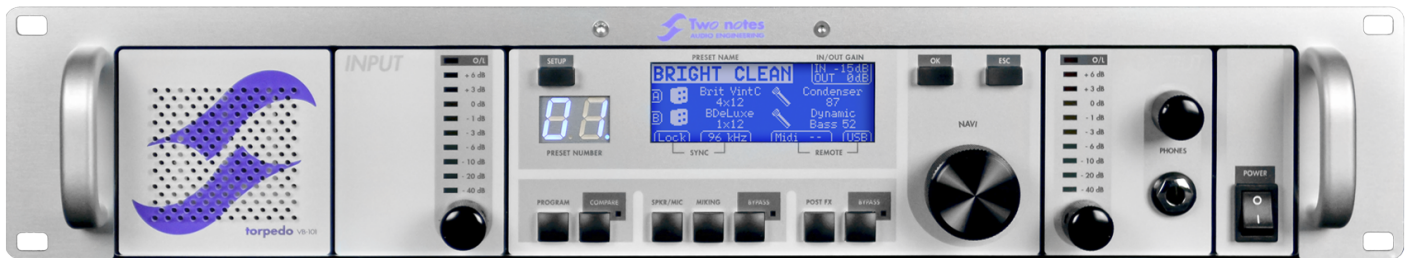 Two notes
AUDIO ENGINEERING
INPUT
O/L
+ 6 dB
+ 3 dB
0 dB
- 1 dB
- 3 dB
- 6 dB
- 10 dB
- 20 dB
- 40 dB
torpedo VB-101
SETUP
01.
PRESET NUMBER
PRESET NAME
IN/OUT GAIN
BRIGHT CLEAN
IN -15dB
OUT 0dB
A Brit VintC Condenser
4x12 87
B BDeLuxe Dynamic
1x12 Bass 52
Lock 96 kHz Midi -- USB
SYNC
REMOTE
PROGRAM
COMPARE
SPKR/MIC
MIKING
BYPASS
POST FX
BYPASS
OK
ESC
NAVI
O/L
+ 6 dB
+ 3 dB
0 dB
- 1 dB
- 3 dB
- 6 dB
- 10 dB
- 20 dB
- 40 dB
PHONES
POWER
O
I